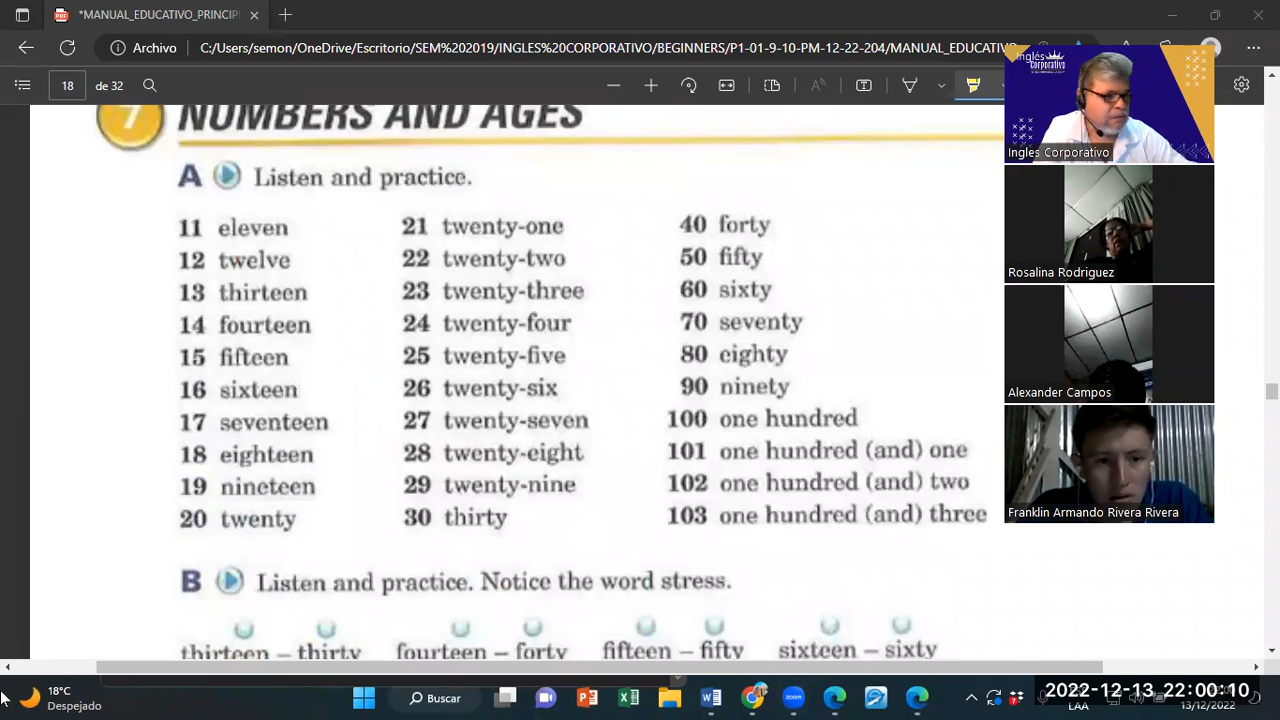 *MANUAL_EDUCATIVO_PRINCIP
Archivo
C:/Users/semon/OneDrive/Escritorio/SEM%202019/INGLES%20CORPORATIVO/BEGINNERS/P1-01-9-10-PM-12-22-204/MANUAL_EDUCATIVO
18 de 32
7 NUMBERS AND AGES
A Listen and practice.
11 eleven 21 twenty-one 40 forty
12 twelve 22 twenty-two 50 fifty
13 thirteen 23 twenty-three 60 sixty
14 fourteen 24 twenty-four 70 seventy
15 fifteen 25 twenty-five 80 eighty
16 sixteen 26 twenty-six 90 ninety
17 seventeen 27 twenty-seven 100 one hundred
18 eighteen 28 twenty-eight 101 one hundred (and) one
19 nineteen 29 twenty-nine 102 one hundred (and) two
20 twenty 30 thirty 103 one hundred (and) three
B Listen and practice. Notice the word stress.
thirteen – thirty fourteen – forty fifteen – fifty sixteen – sixty
Inglés
Corporativo
Ingles Corporativo
Rosalina Rodriguez
Alexander Campos
Franklin Armando Rivera Rivera
18°C
Despejado
Buscar
LAA
2022-12-13 22:00:10
13/12/2022